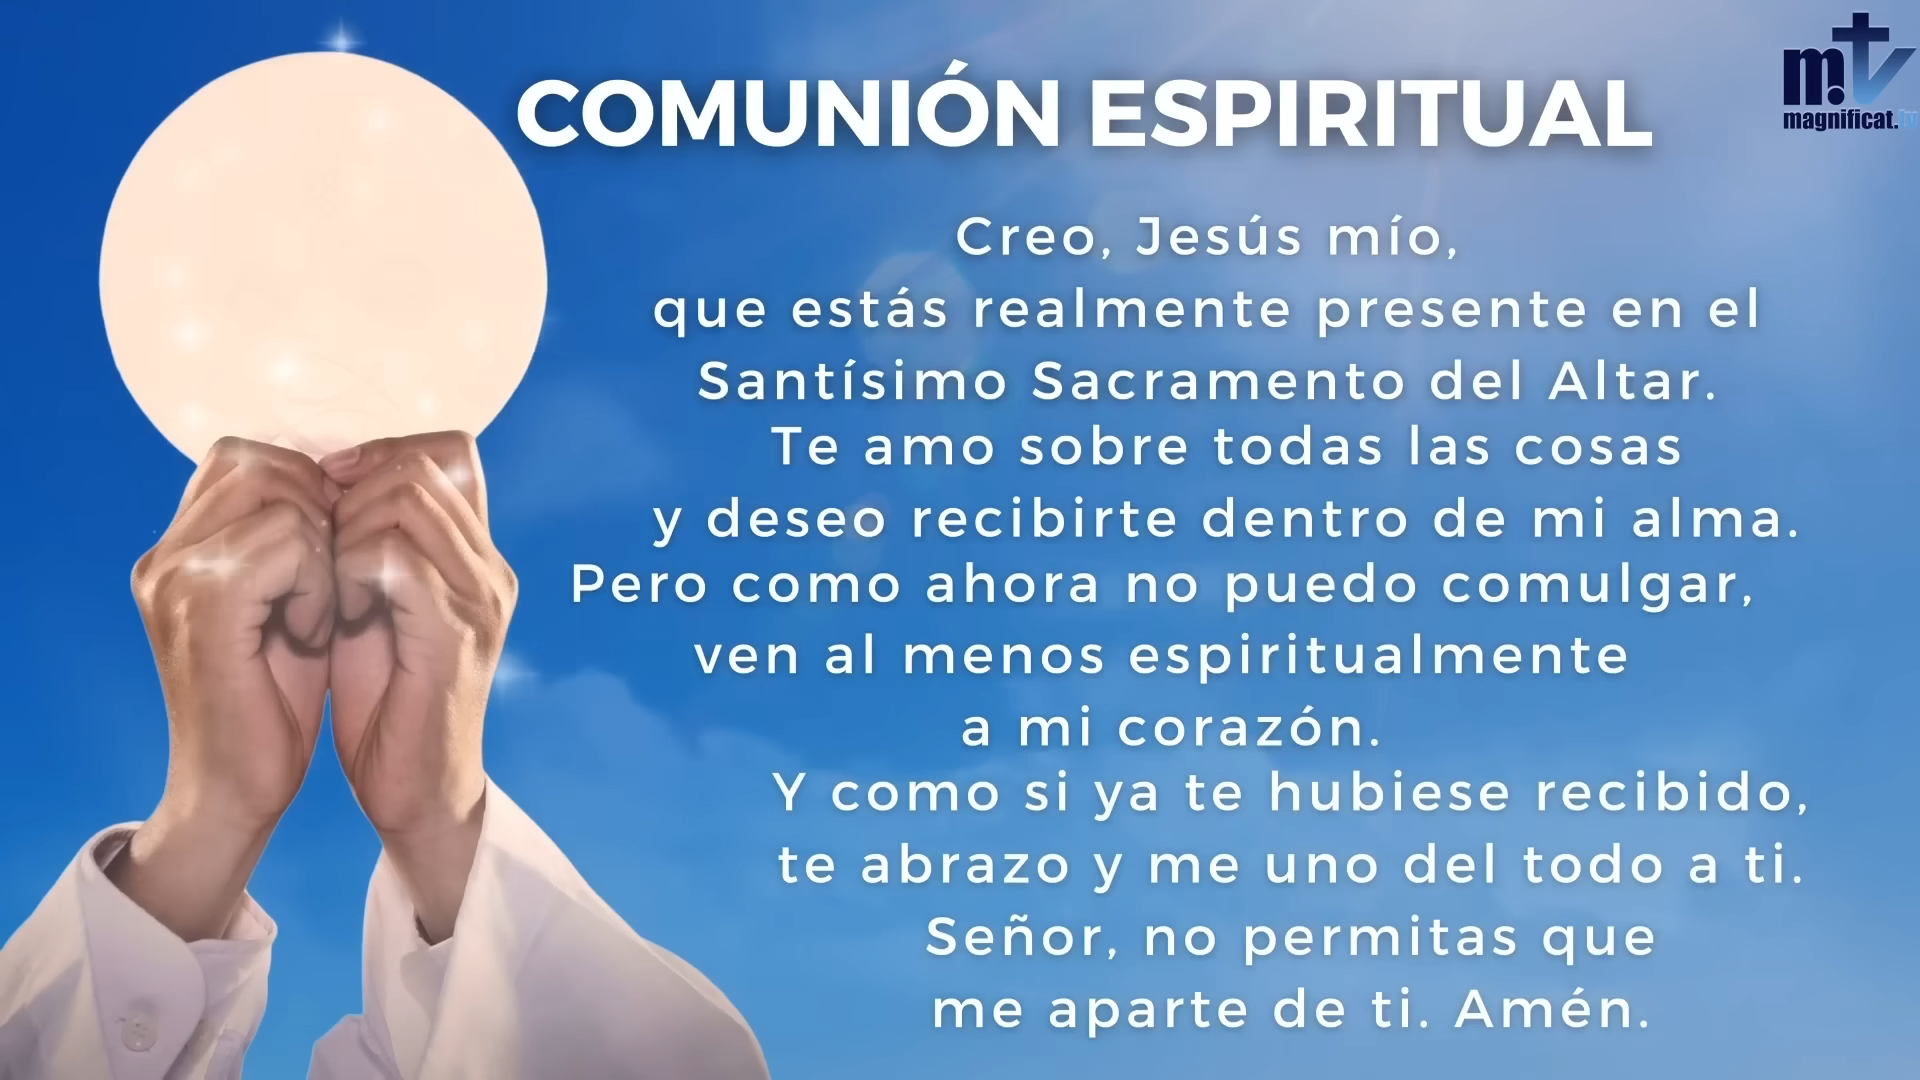 COMUNIÓN ESPIRITUAL
magnificat.tv
Creo, Jesús mío,
que estás realmente presente en el
Santísimo Sacramento del Altar.
Te amo sobre todas las cosas
y deseo recibirte dentro de mi alma.
Pero como ahora no puedo comulgar,
ven al menos espiritualmente
a mi corazón.
Y como si ya te hubiese recibido,
te abrazo y me uno del todo a ti.
Señor, no permitas que
me aparte de ti. Amén.